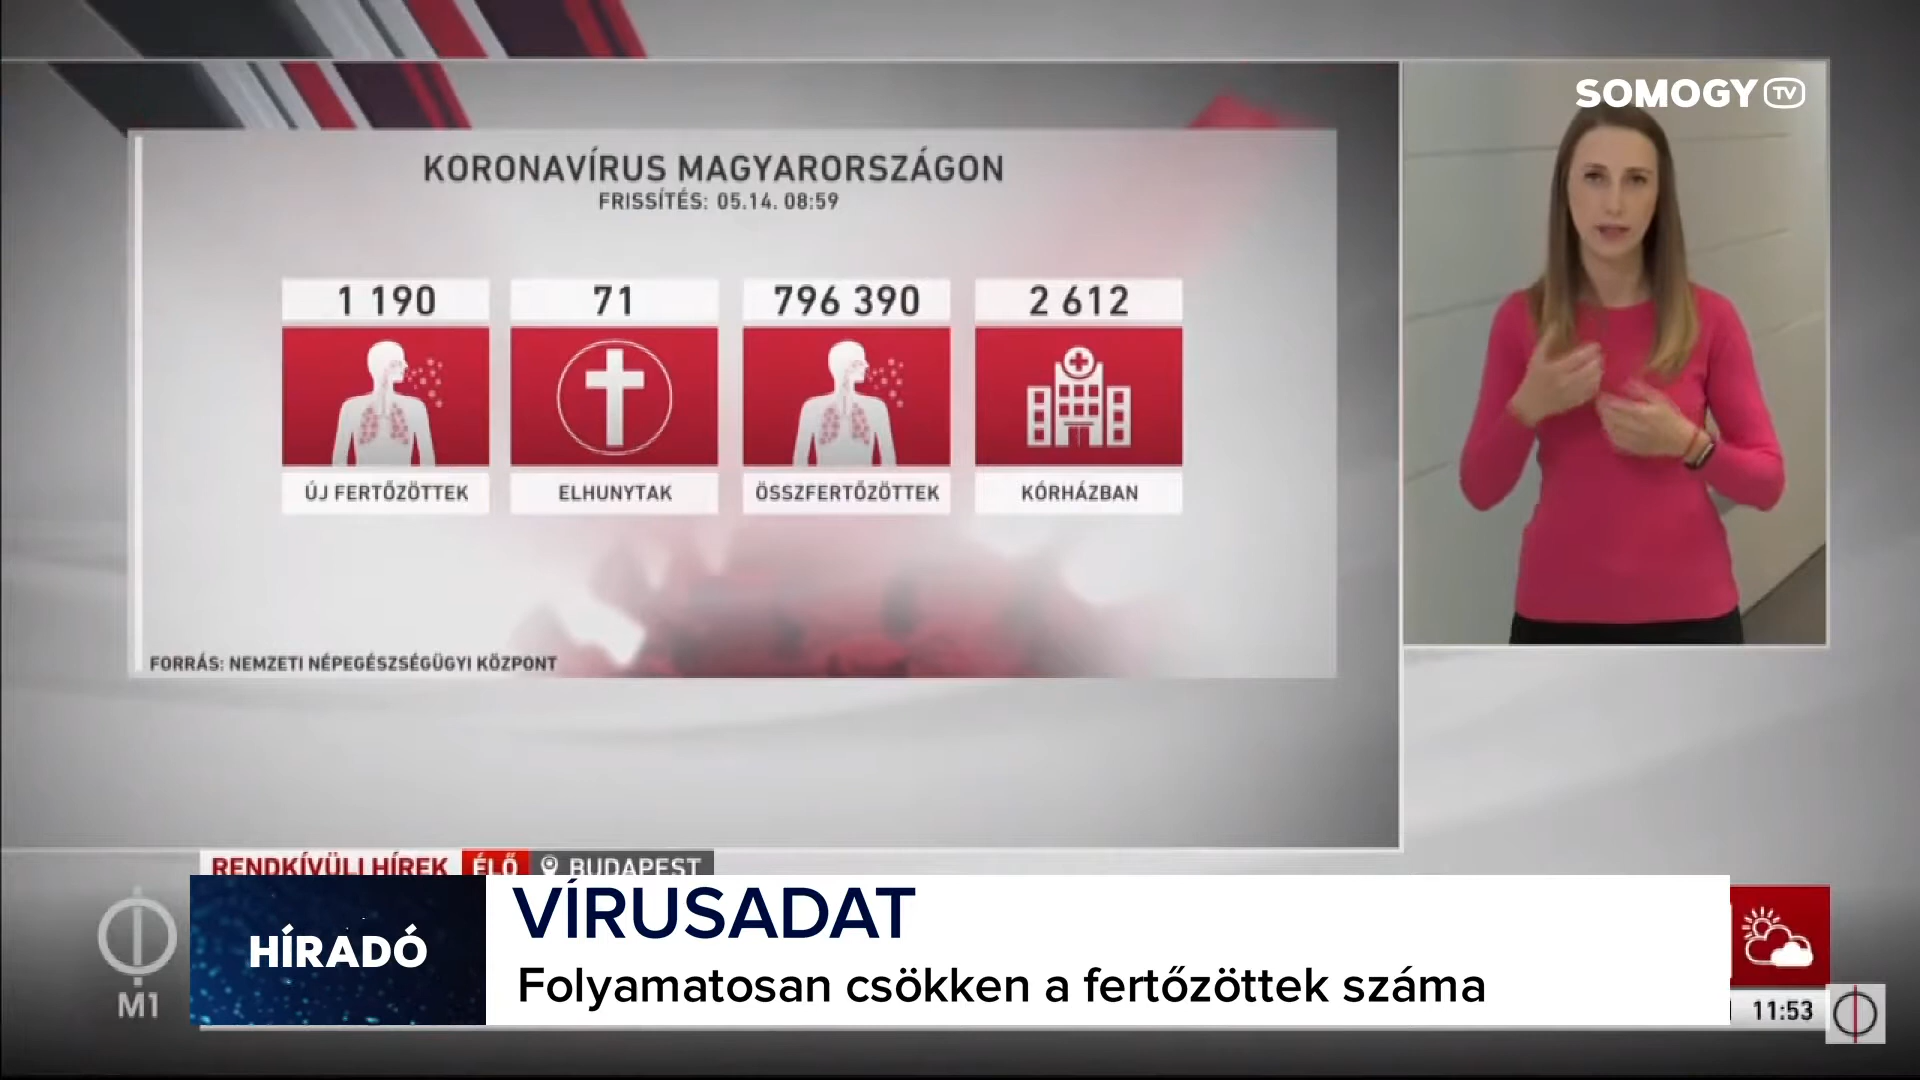 SOMOGY TV
KORONAVÍRUS MAGYARORSZÁGON
FRISSÍTÉS: 05.14. 08:59
1 190
71
796 390
2 612
ÚJ FERTŐZÖTTEK
ELHUNYTAK
ÖSSZFERTŐZÖTTEK
KÓRHÁZBAN
FORRÁS: NEMZETI NÉPEGÉSZSÉGÜGYI KÖZPONT
RENDKÍVÜLI HÍREK ÉLŐ BUDAPEST
VÍRUSADAT
HÍRADÓ
Folyamatosan csökken a fertőzöttek száma
M1
11:53